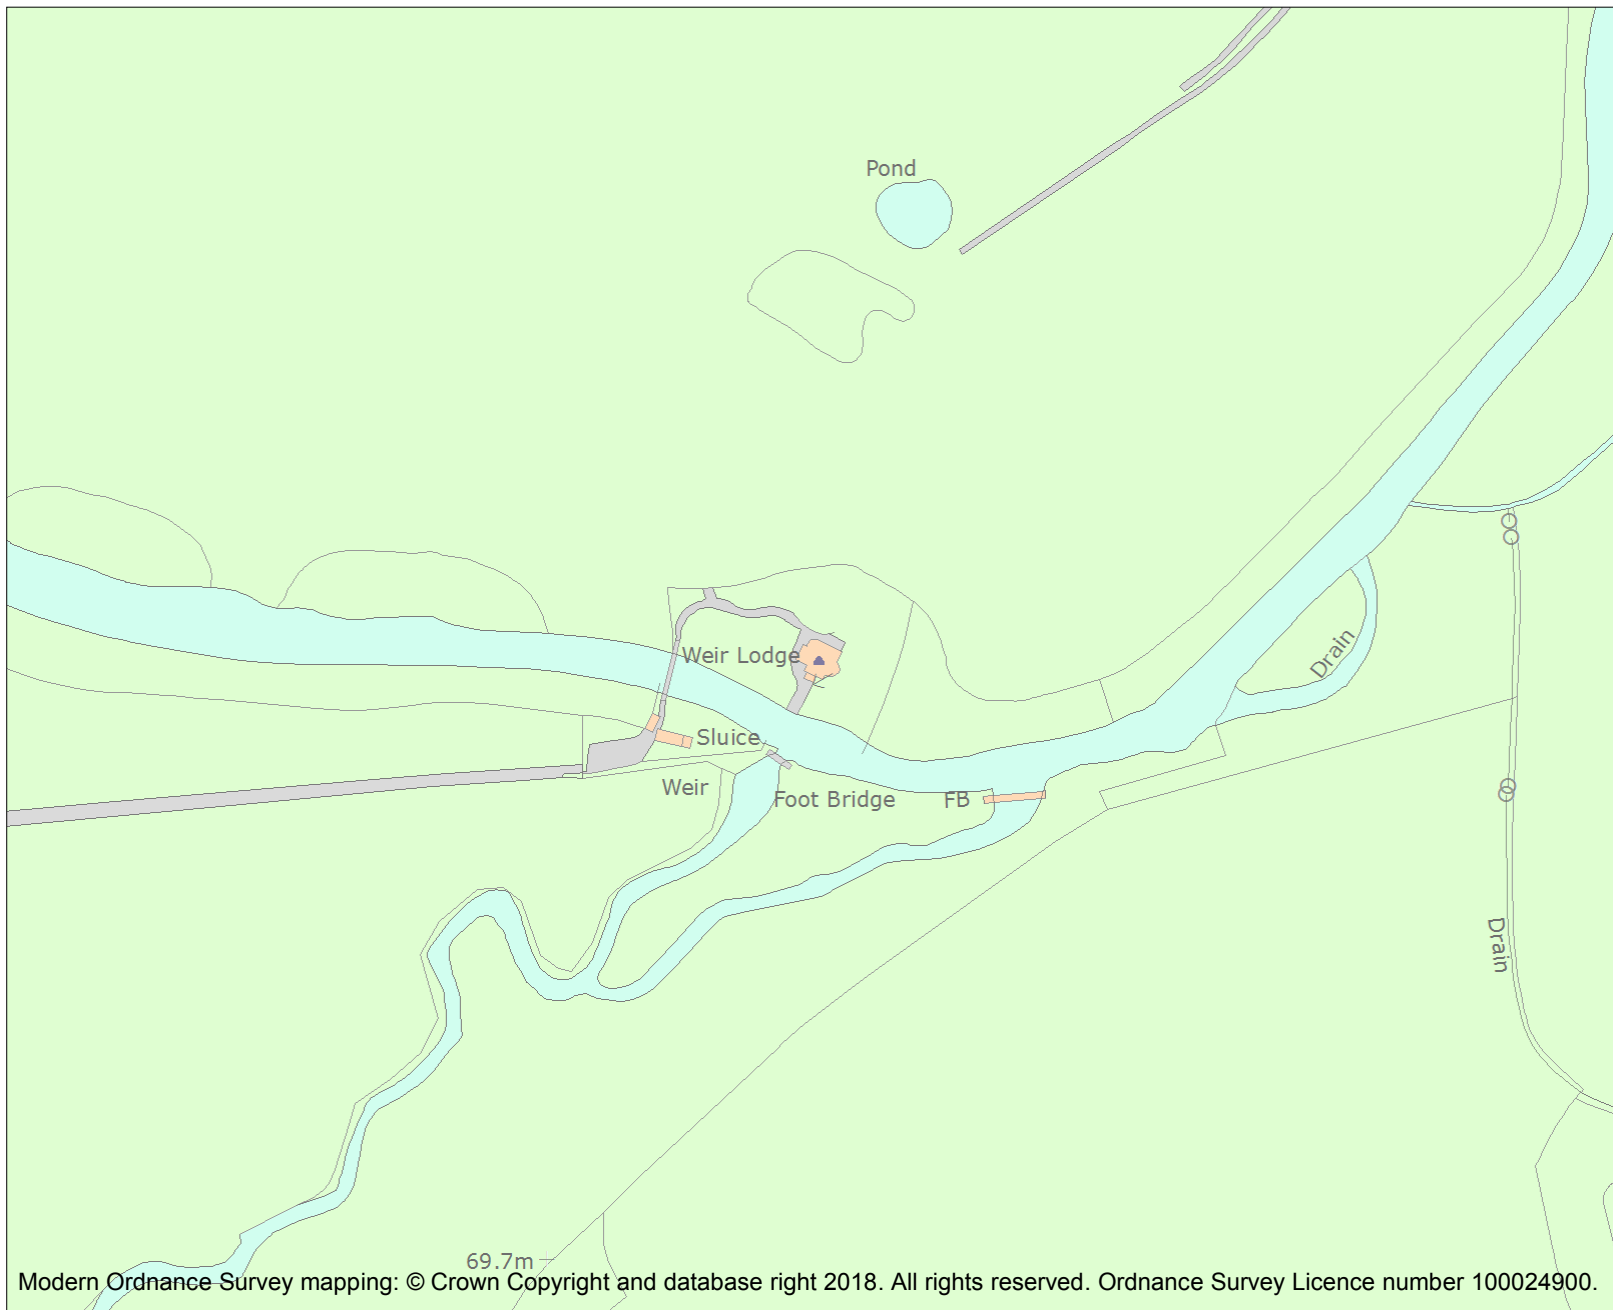 Pond
Drain
Weir Lodge
Sluice
Weir
Foot Bridge
FB
Drain
69.7m
Modern Ordnance Survey mapping: © Crown Copyright and database right 2018. All rights reserved. Ordnance Survey Licence number 100024900.